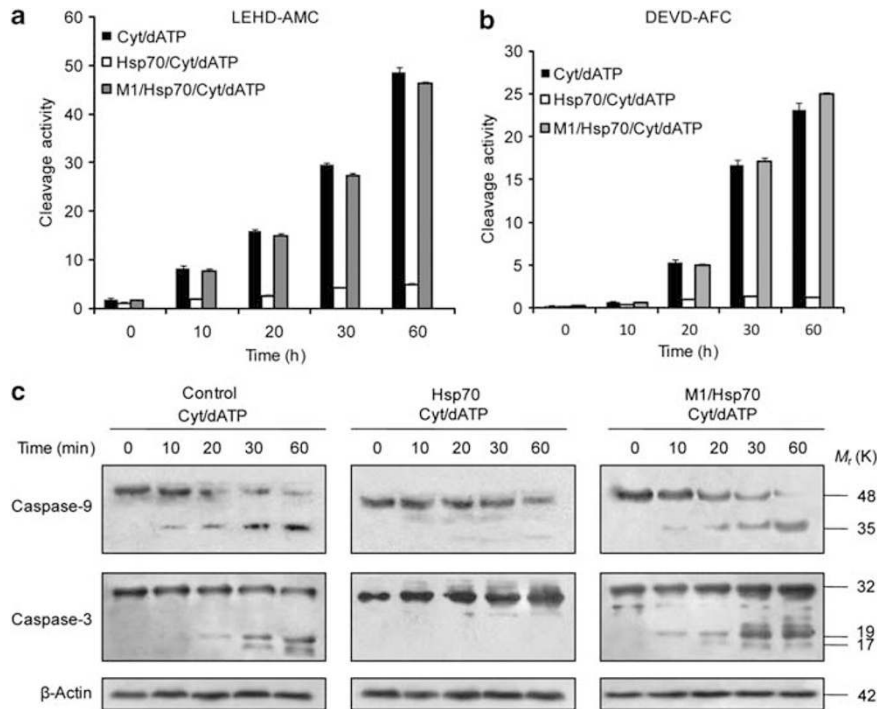 a
LEHD-AMC
60
50
40
30
20
10
0
Cleavage activity
Cyt/dATP
Hsp70/Cyt/dATP
M1/Hsp70/Cyt/dATP
0 10 20 30 60
Time (h)
b
DEVD-AFC
30
25
20
15
10
5
0
Cleavage activity
Cyt/dATP
Hsp70/Cyt/dATP
M1/Hsp70/Cyt/dATP
0 10 20 30 60
Time (h)
c
Control
Cyt/dATP
Hsp70
Cyt/dATP
M1/Hsp70
Cyt/dATP
Time (min) 0 10 20 30 60 0 10 20 30 60 0 10 20 30 60 Mr (K)
Caspase-9
48
35
Caspase-3
32
19
17
β-Actin 42